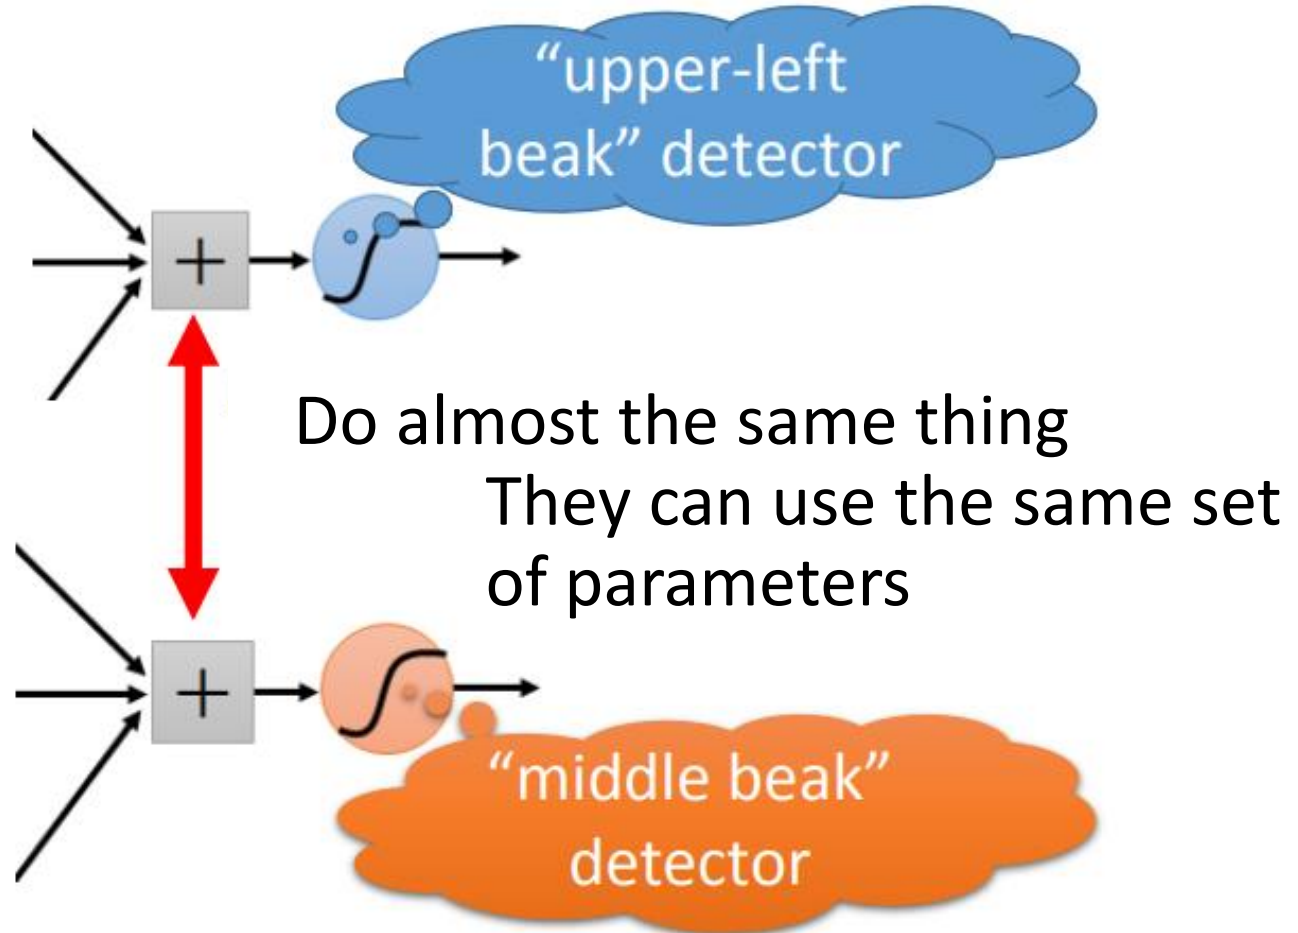 “upper-left
beak” detector
+
Do almost the same thing
They can use the same set
of parameters
+
“middle beak”
detector